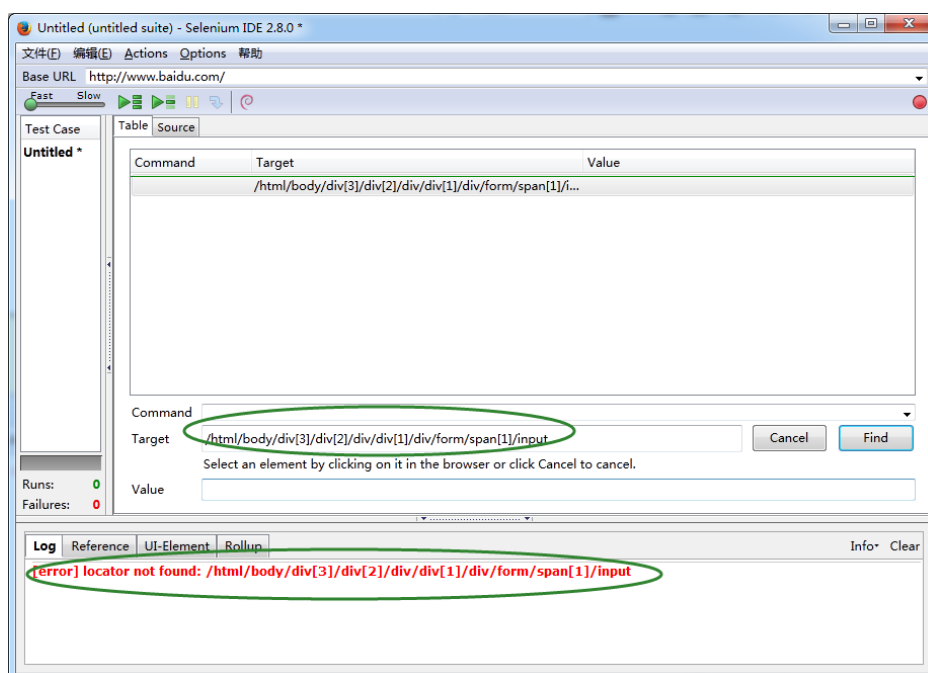 Untitled (untitled suite) - Selenium IDE 2.8.0 *
文件(F) 编辑(E) Actions Options 帮助
Base URL http://www.baidu.com/
Fast Slow
Test Case
Table Source
Untitled *
Command Target Value
/html/body/div[3]/div[2]/div/div[1]/div/form/span[1]/i...
Command
Target /html/body/div[3]/div[2]/div/div[1]/div/form/span[1]/input Cancel Find
Select an element by clicking on it in the browser or click Cancel to cancel.
Runs: 0
Value
Failures: 0
Log Reference UI-Element Rollup Info Clear
[error] locator not found: /html/body/div[3]/div[2]/div/div[1]/div/form/span[1]/input